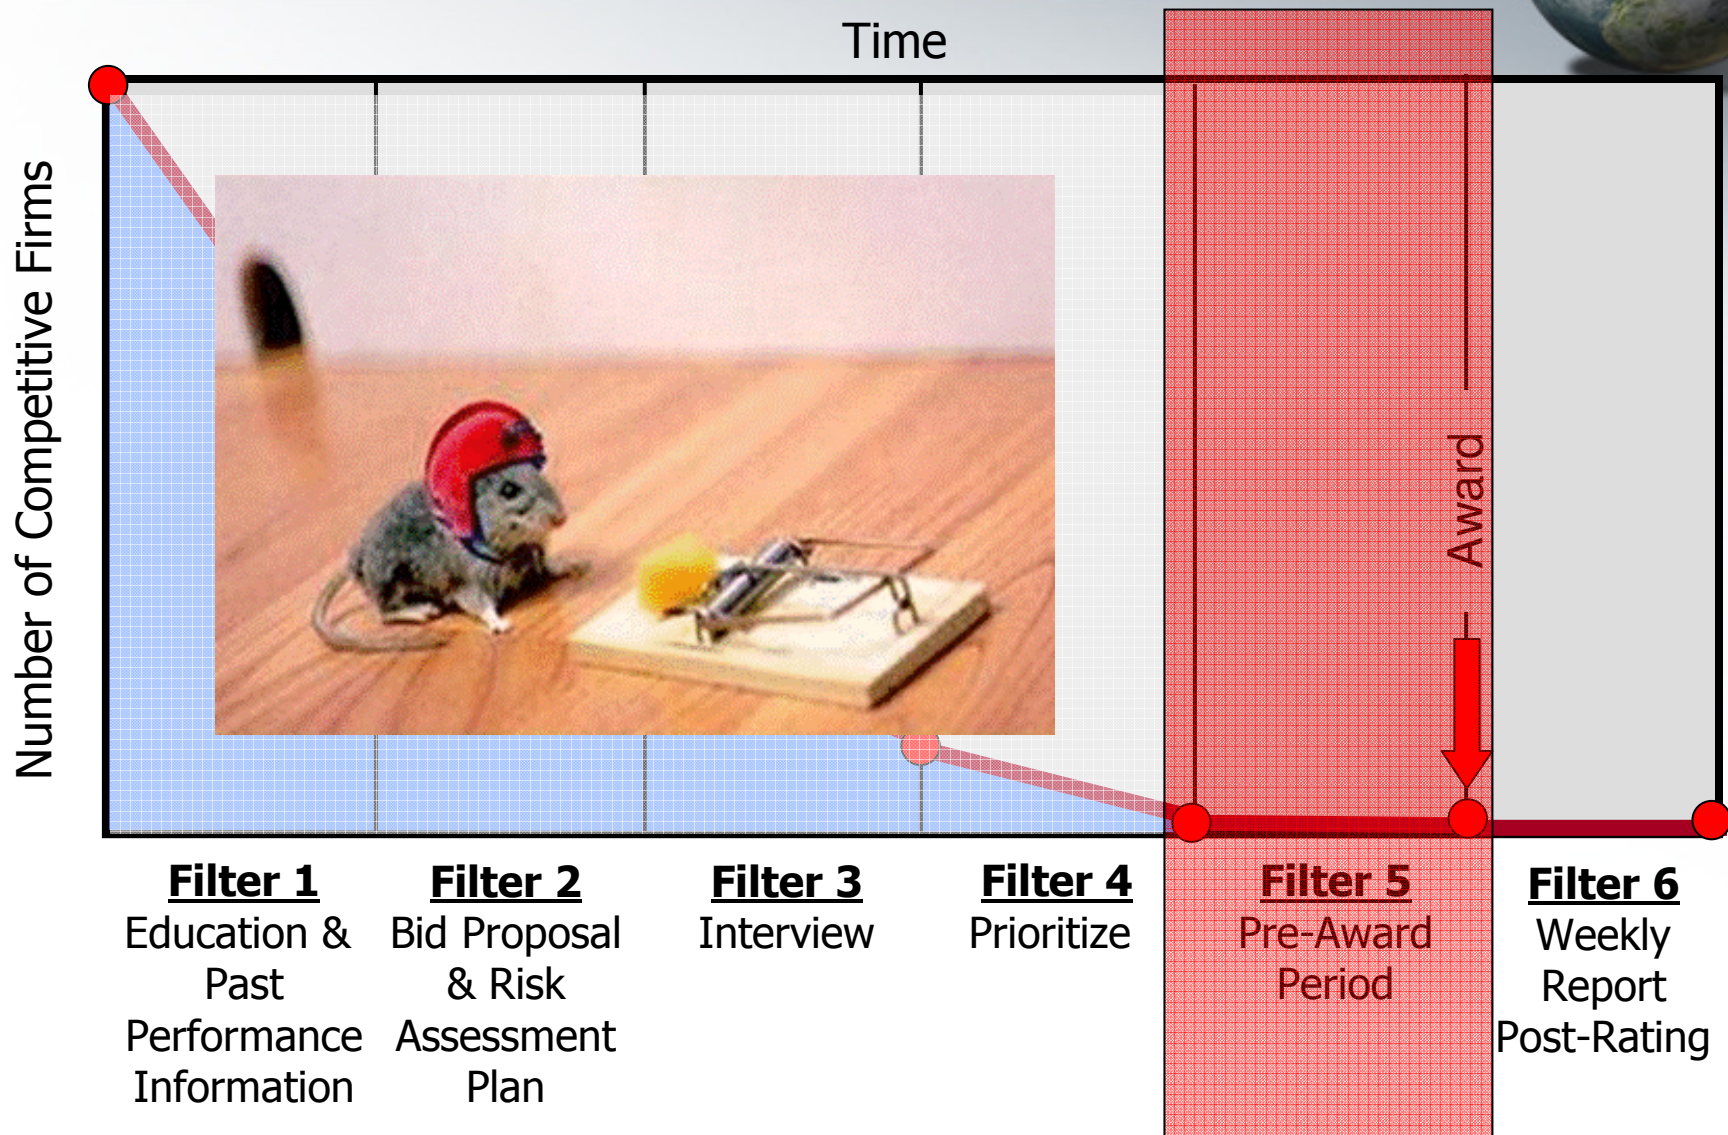 Time
Number of Competitive Firms
Award
Filter 1
Education &
Past
Performance
Information
Filter 2
Bid Proposal
& Risk
Assessment
Plan
Filter 3
Interview
Filter 4
Prioritize
Filter 5
Pre-Award
Period
Filter 6
Weekly
Report
Post-Rating